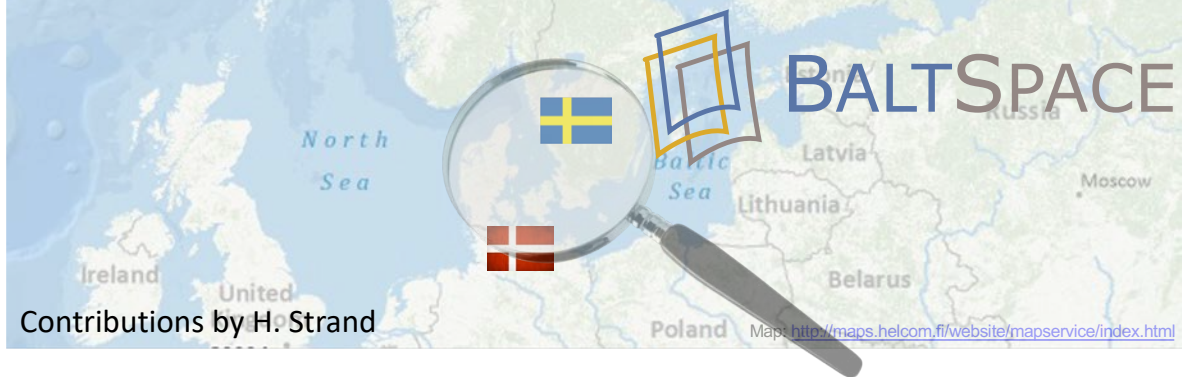 BALTSPACE
Estonia
Russia
North
Sea
Baltic
Sea
Latvia
Moscow
Lithuania
Ireland
United
Belarus
Contributions by H. Strand
Poland
Map: http://maps.helcom.fi/website/mapservice/index.html